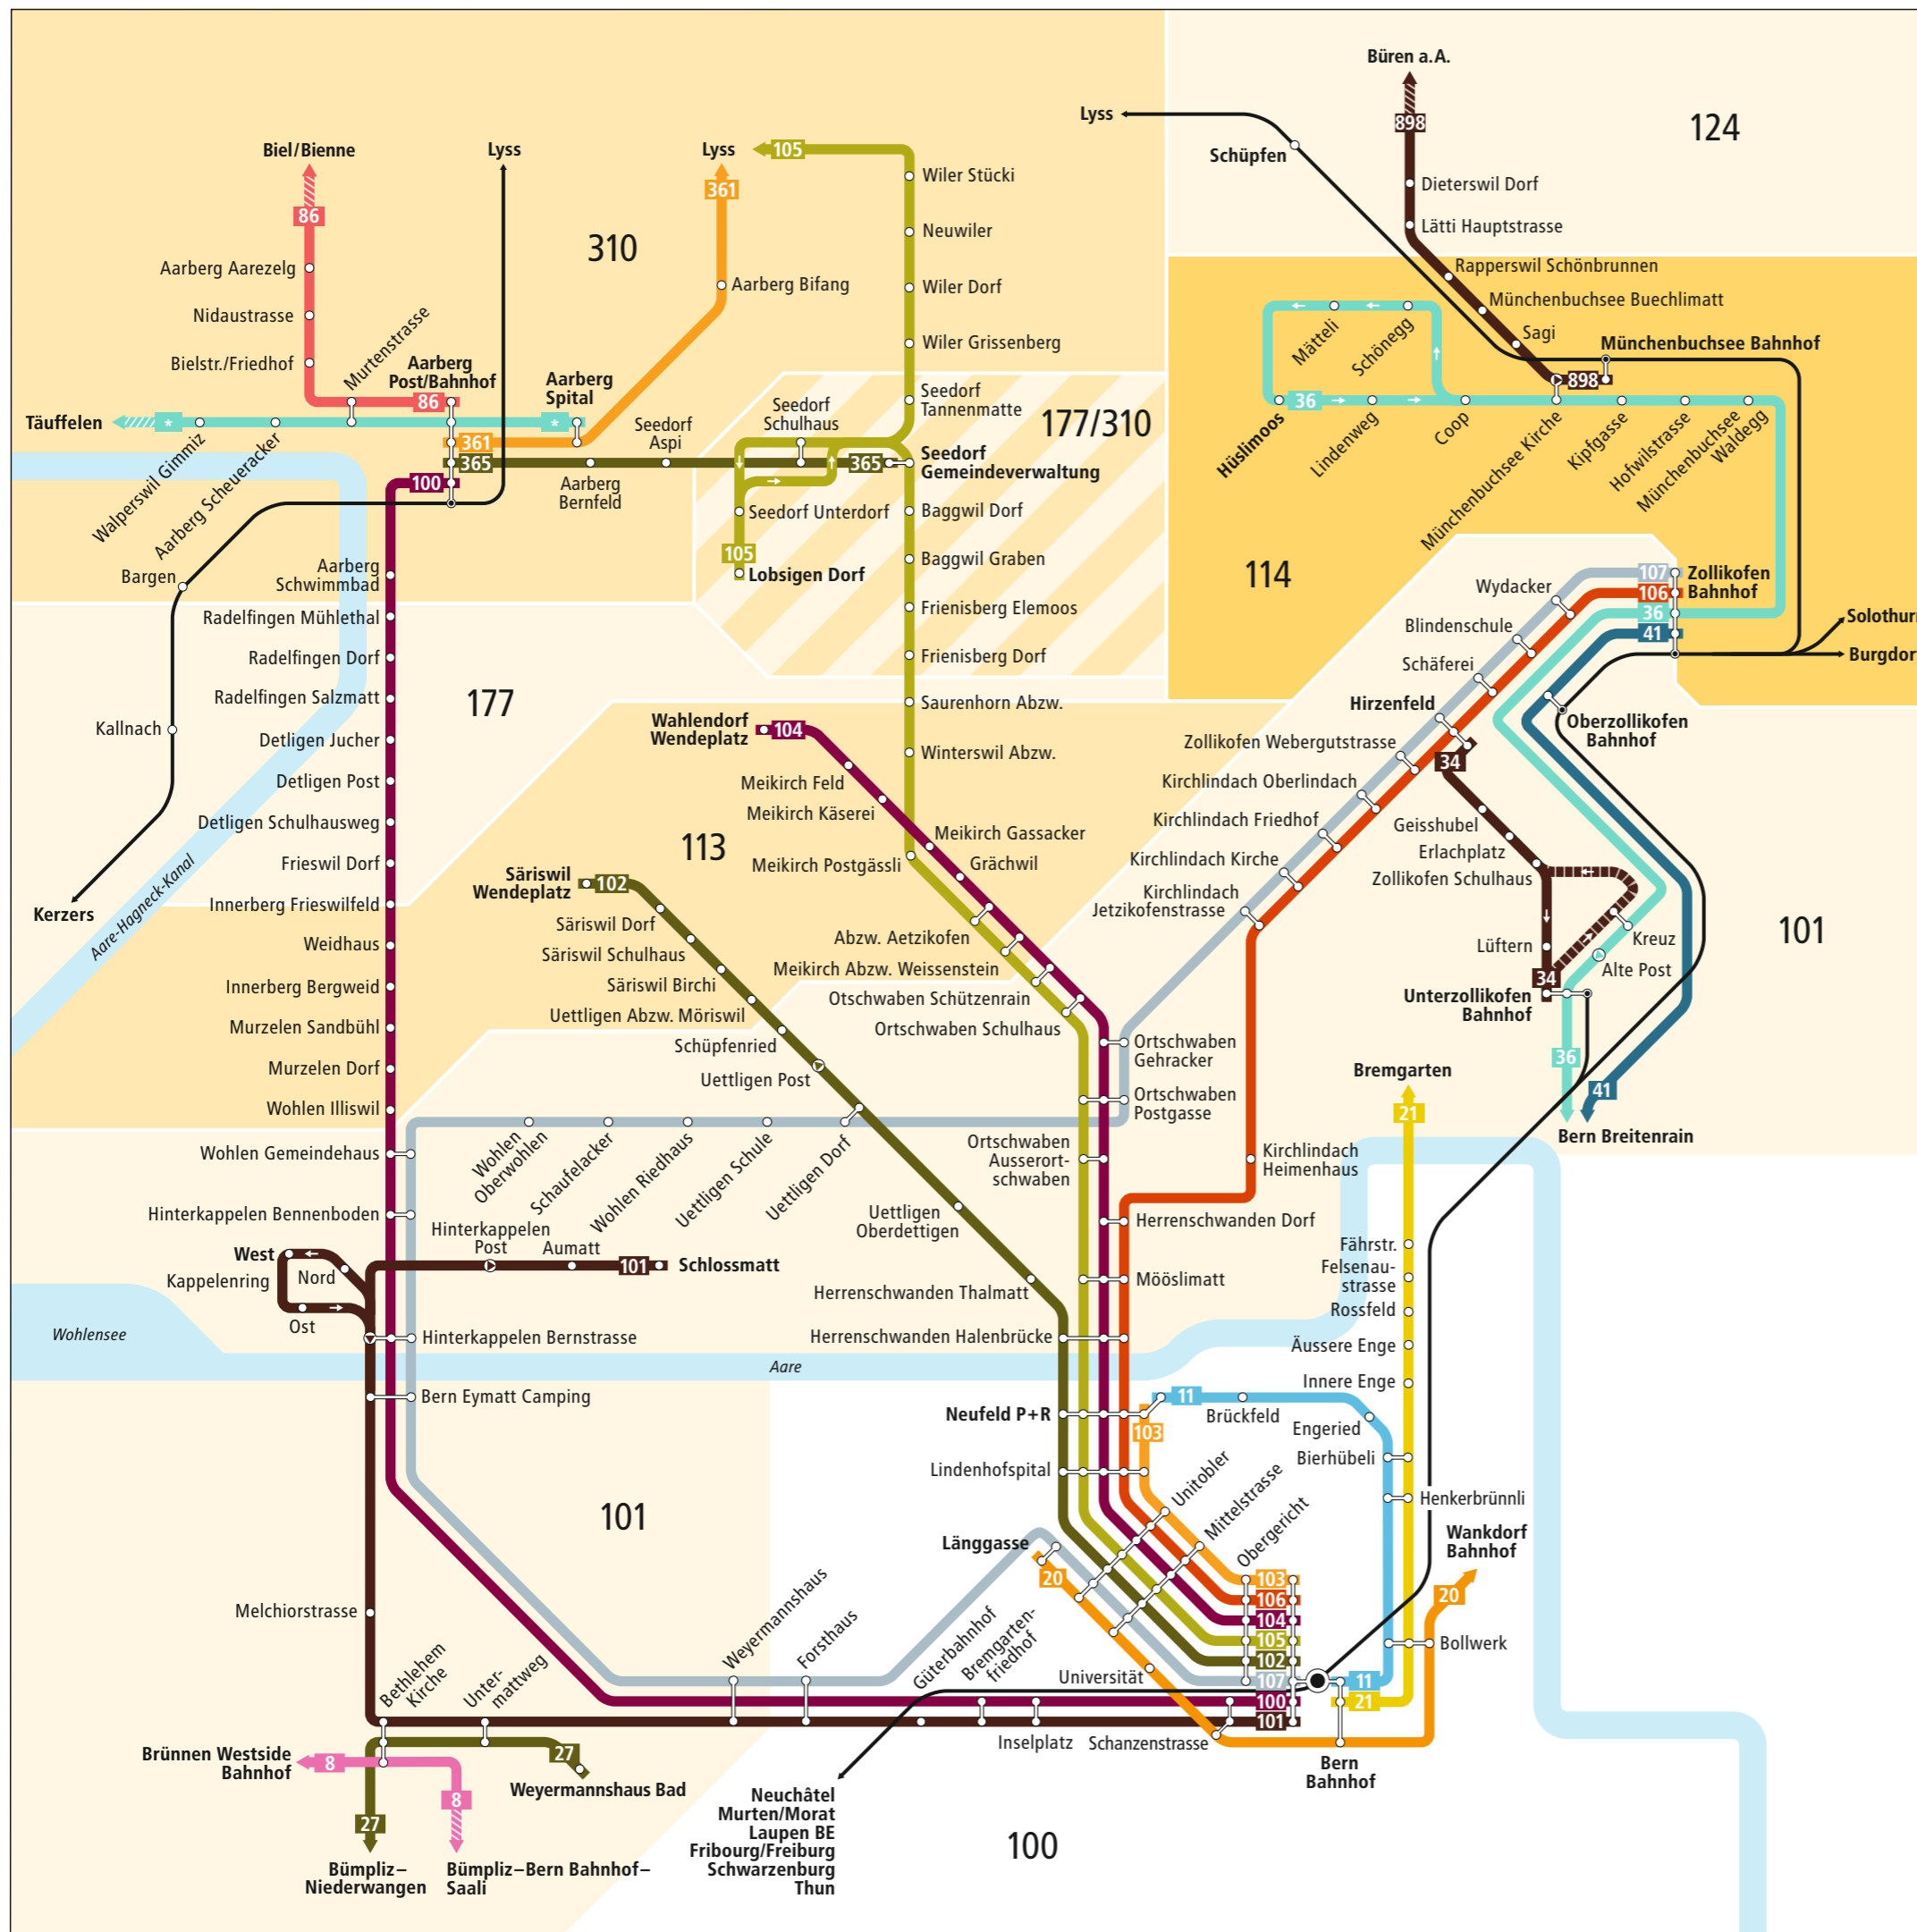 Büren a.A.
Lyss
898
124
Schüpfen
Biel/Bienne
Lyss
Lyss
105
Wiler Stücki
Dieterswil Dorf
361
86
Lätti Hauptstrasse
Neuwiler
310
Aarberg Aarezelg
Aarberg Bifang
Wiler Dorf
Rapperswil Schönbrunnen
Münchenbuchsee Buechlimatt
Nidaustrasse
Sagi
Mätteli
Schönegg
Wiler Grissenberg
Münchenbuchsee Bahnhof
Bielstr./Friedhof
Murtenstrasse
Aarberg
Post/Bahnhof
Aarberg
Spital
898
86
Seedorf
Tannenmatte
Seedorf
Schulhaus
177/310
36
Täuffelen
*
*
Seedorf
Aspi
361
365
365
Seedorf
Gemeindeverwaltung
Hüslimoos
Lindenweg
Coop
Münchenbuchsee Kirche
Kipfgasse
Hofwilstrasse
Münchenbuchsee
Waldegg
Walperswil Gimmiz
Aarberg Scheueracker
100
Aarberg
Bernfeld
Seedorf Unterdorf
Baggwil Dorf
105
Baggwil Graben
Bargen
Aarberg
Schwimmbad
Lobsigen Dorf
114
Wydacker
107
Zollikofen
Bahnhof
106
36
41
Radelfingen Mühlethal
Frienisberg Elemoos
Blindenschule
Solothurn
Radelfingen Dorf
Frienisberg Dorf
Schäferei
Burgdorf
Radelfingen Salzmatt
177
Saurenhorn Abzw.
Hirzenfeld
Wahlendorf
Wendeplatz
104
Oberzollikofen
Bahnhof
Kallnach
Detligen Jucher
Winterswil Abzw.
Zollikofen Webergutstrasse
34
Detligen Post
Meikirch Feld
Kirchlindach Oberlindach
Meikirch Käserei
Detligen Schulhausweg
Kirchlindach Friedhof
Geisshubel
Meikirch Gassacker
113
Erlachplatz
Frieswil Dorf
Meikirch Postgässli
Grächwil
Kirchlindach Kirche
Zollikofen Schulhaus
Säriswil
Wendeplatz
102
Kirchlindach
Jetzikofenstrasse
Kerzers
Aare-Hagneck-Kanal
Innerberg Frieswilfeld
Säriswil Dorf
Abzw. Aetzikofen
Kreuz
101
Weidhaus
Säriswil Schulhaus
Meikirch Abzw. Weissenstein
Lüftern
Alte Post
Innerberg Bergweid
Säriswil Birchi
Otschwaben Schützenrain
34
Uettligen Abzw. Möriswil
Unterzollikofen
Bahnhof
Murzelen Sandbühl
Schüpfenried
Ortschwaben Schulhaus
Ortschwaben
Gehracker
36
Murzelen Dorf
Uettligen Post
Bremgarten
41
Wohlen Illiswil
Ortschwaben
Postgasse
21
Bern Breitenrain
Wohlen
Oberwohlen
Schaufelacker
Wohlen Riedhaus
Uettligen Schule
Uettligen Dorf
Ortschwaben
Ausserort-
schwaben
Kirchlindach
Heimenhaus
Wohlen Gemeindehaus
Hinterkappelen Bennenboden
Uettligen
Oberdettigen
Herrenschwanden Dorf
Hinterkappelen
Post
Aumatt
101
Schlossmatt
West
Kappelenring
Nord
Ost
Fährstr.
Felsenau-
strasse
Herrenschwanden Thalmatt
Mööslimatt
Rossfeld
Wohlensee
Hinterkappelen Bernstrasse
Herrenschwanden Halenbrücke
Äussere Enge
Aare
Innere Enge
Bern Eymatt Camping
11
Neufeld P+R
Brückfeld
Engeried
103
Bierhübeli
Lindenhofspital
Unitobler
Mittelstrasse
Obergericht
Henkerbrünnli
101
Länggasse
Wankdorf
Bahnhof
20
20
103
106
104
105
102
107
100
101
Melchiorstrasse
Weyermannshaus
Forsthaus
Güterbahnhof
Bremgarten-
friedhof
Universität
Bollwerk
11
21
Bethlehem
Kirche
Unter-
mattweg
Inselplatz
Schanzenstrasse
Brünnen Westside
Bahnhof
8
27
Weyermannshaus Bad
Bern
Bahnhof
8
27
Neuchâtel
Murten/Morat
Laupen BE
Fribourg/Freiburg
Schwarzenburg
Thun
100
Bümpliz–
Niederwangen
Bümpliz–Bern Bahnhof–
Saali